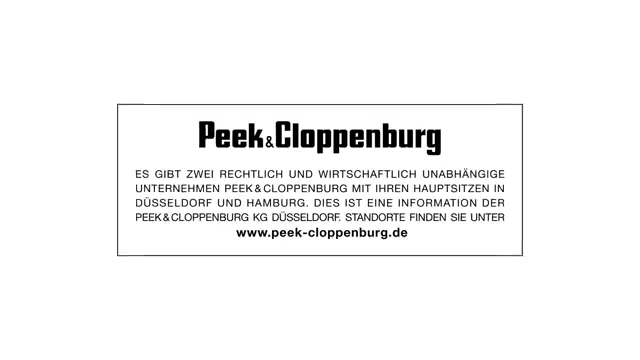 Peek&Cloppenburg
ES GIBT ZWEI RECHTLICH UND WIRTSCHAFTLICH UNABHÄNGIGE
UNTERNEHMEN PEEK & CLOPPENBURG MIT IHREN HAUPTSITZEN IN
DÜSSELDORF UND HAMBURG. DIES IST EINE INFORMATION DER
PEEK & CLOPPENBURG KG DÜSSELDORF. STANDORTE FINDEN SIE UNTER
www.peek-cloppenburg.de